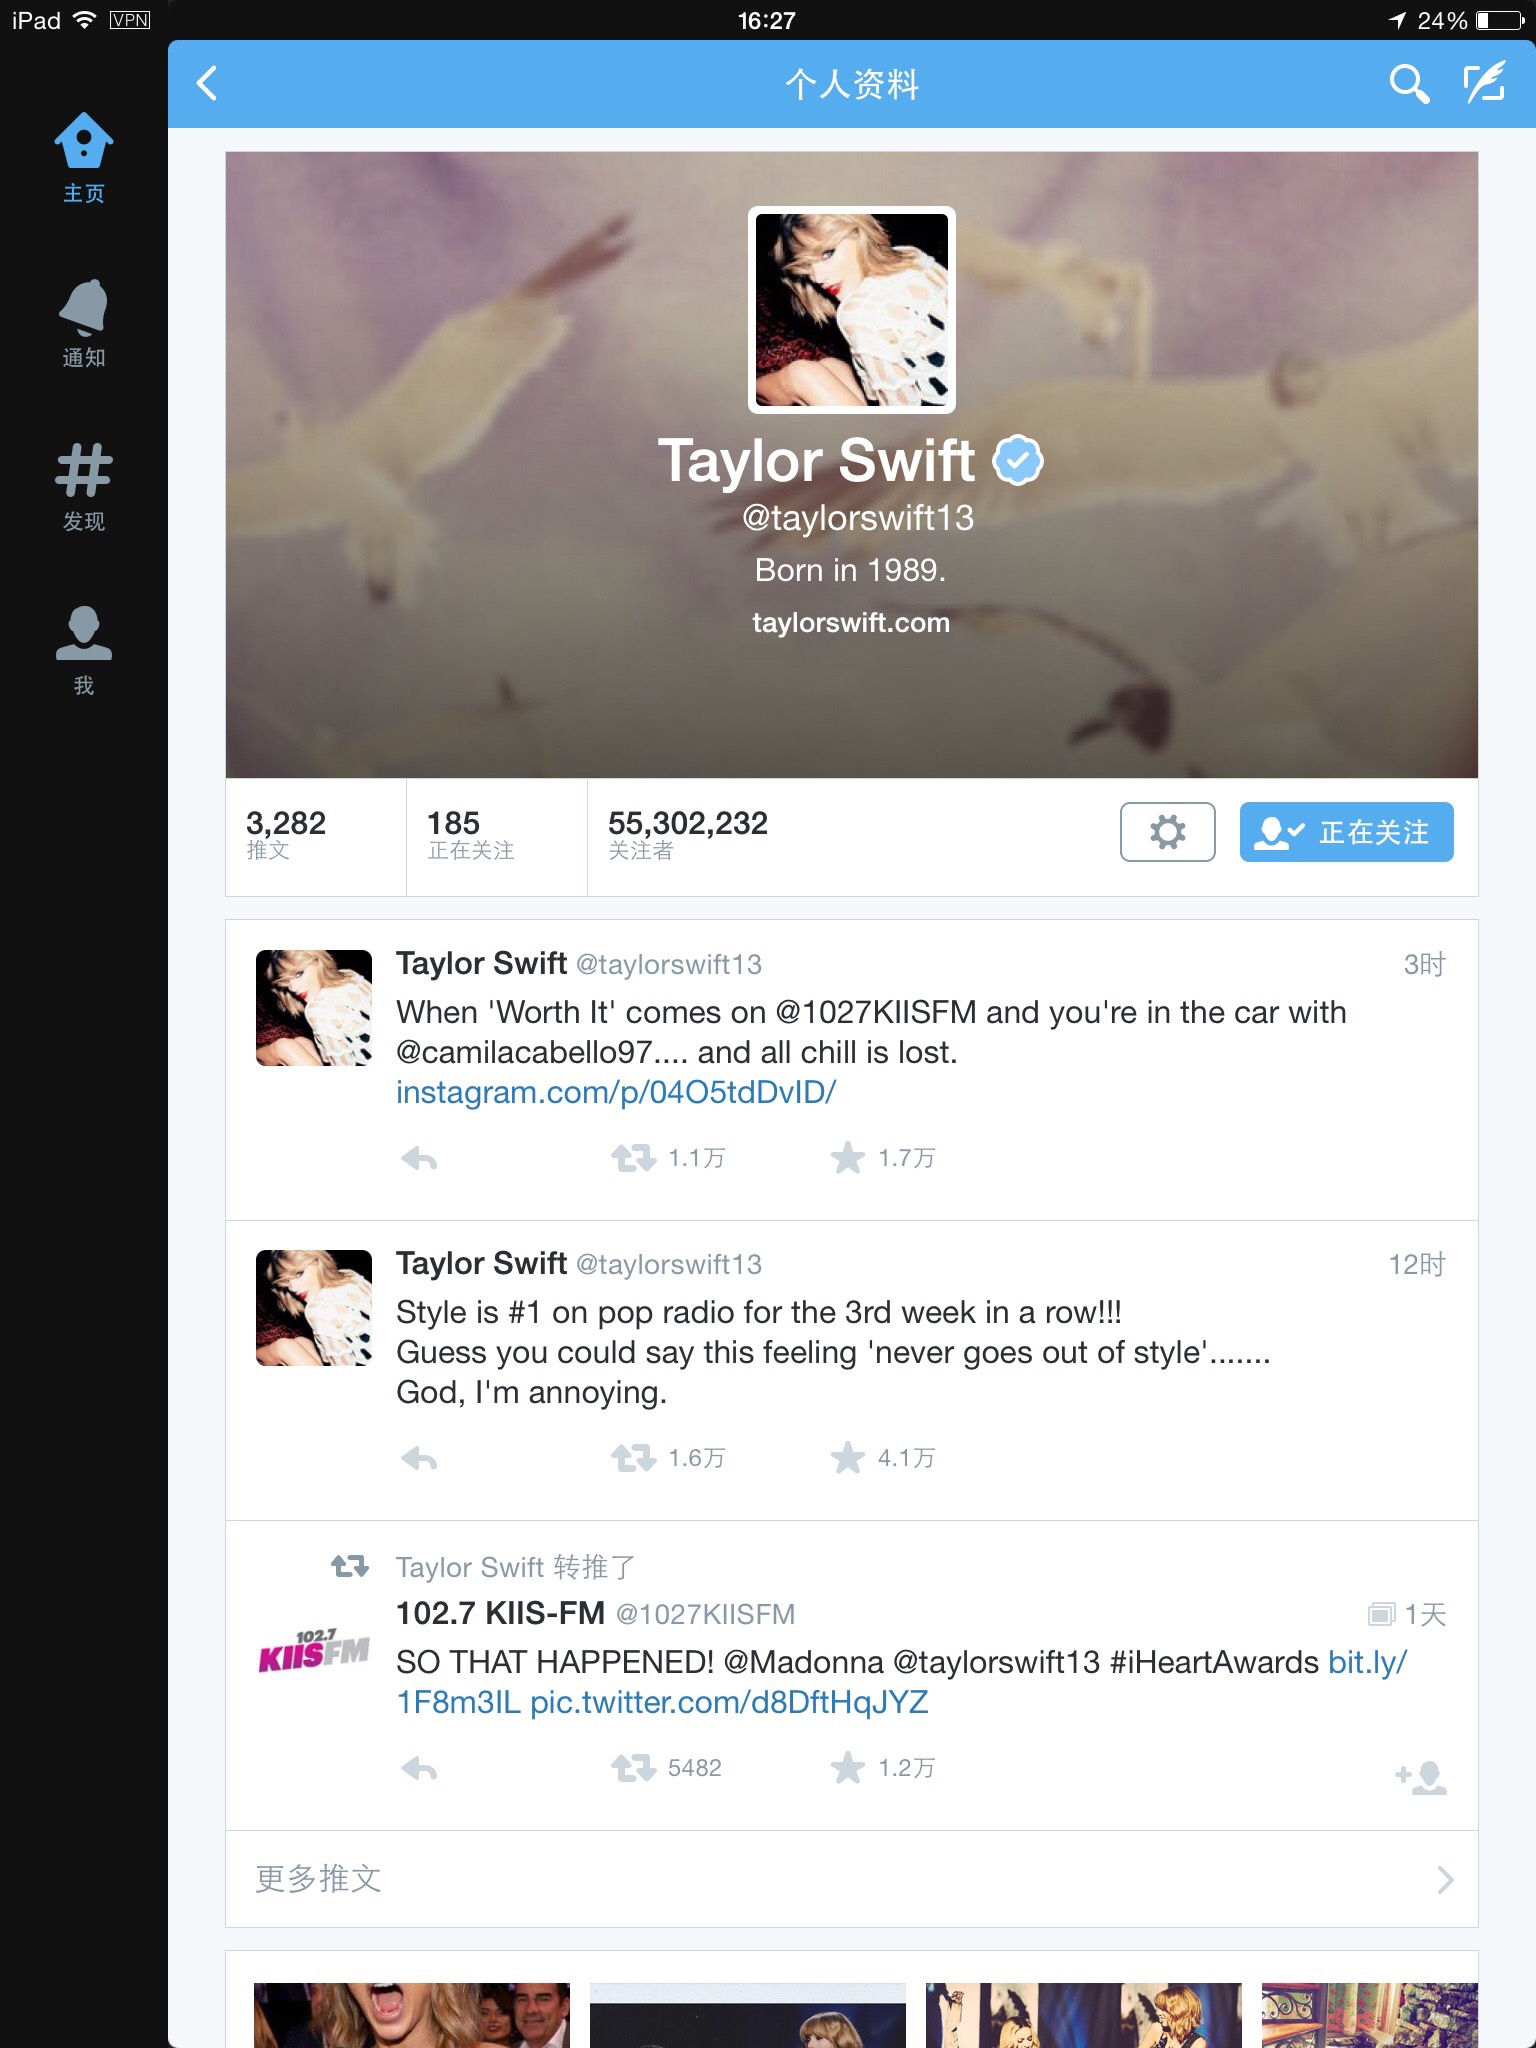 iPad VPN 16:27 24%
个人资料
主页
通知
发现
我
Taylor Swift
@taylorswift13
Born in 1989.
taylorswift.com
3,282 185 55,302,232
推文 正在关注 关注者
正在关注
Taylor Swift @taylorswift13 3时
When 'Worth It' comes on @1027KIISFM and you're in the car with
@camilacabello97.... and all chill is lost.
instagram.com/p/04O5tdDvID/
1.1万 1.7万
Taylor Swift @taylorswift13 12时
Style is #1 on pop radio for the 3rd week in a row!!!
Guess you could say this feeling 'never goes out of style'.......
God, I'm annoying.
1.6万 4.1万
Taylor Swift 转推了
102.7 KIIS-FM @1027KIISFM 1天
102.7
KIISFM
SO THAT HAPPENED! @Madonna @taylorswift13 #iHeartAwards bit.ly/
1F8m3IL pic.twitter.com/d8DftHqJYZ
5482 1.2万
更多推文